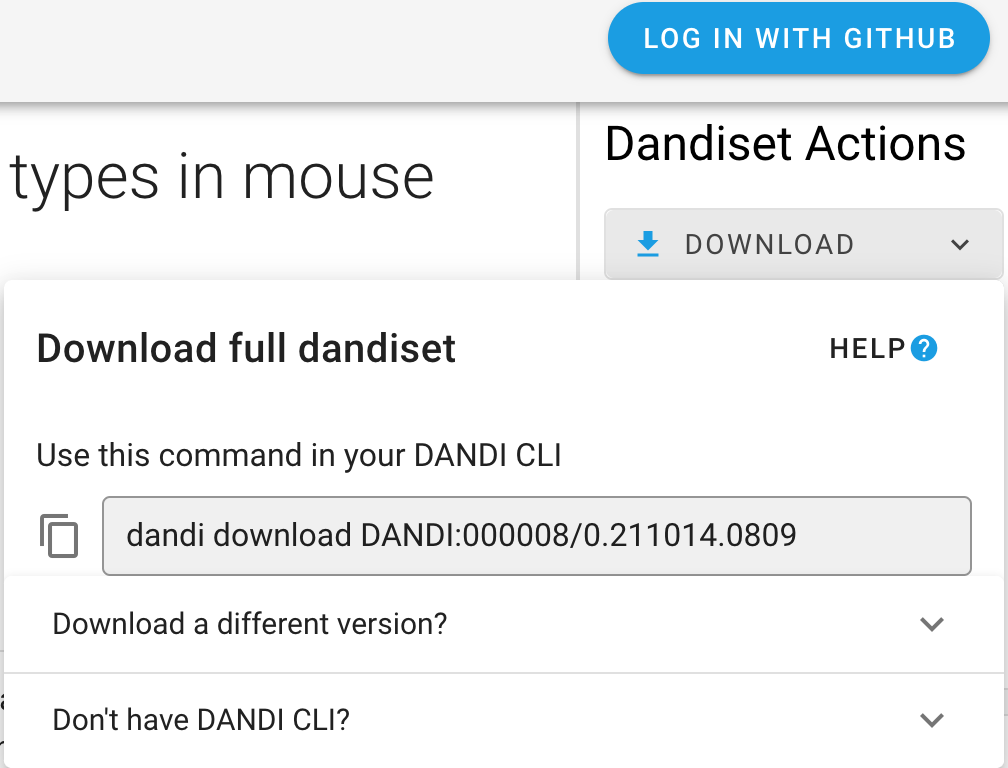 LOG IN WITH GITHUB
types in mouse
Dandiset Actions
DOWNLOAD
Download full dandiset
HELP
Use this command in your DANDI CLI
dandi download DANDI:000008/0.211014.0809
Download a different version?
Don't have DANDI CLI?